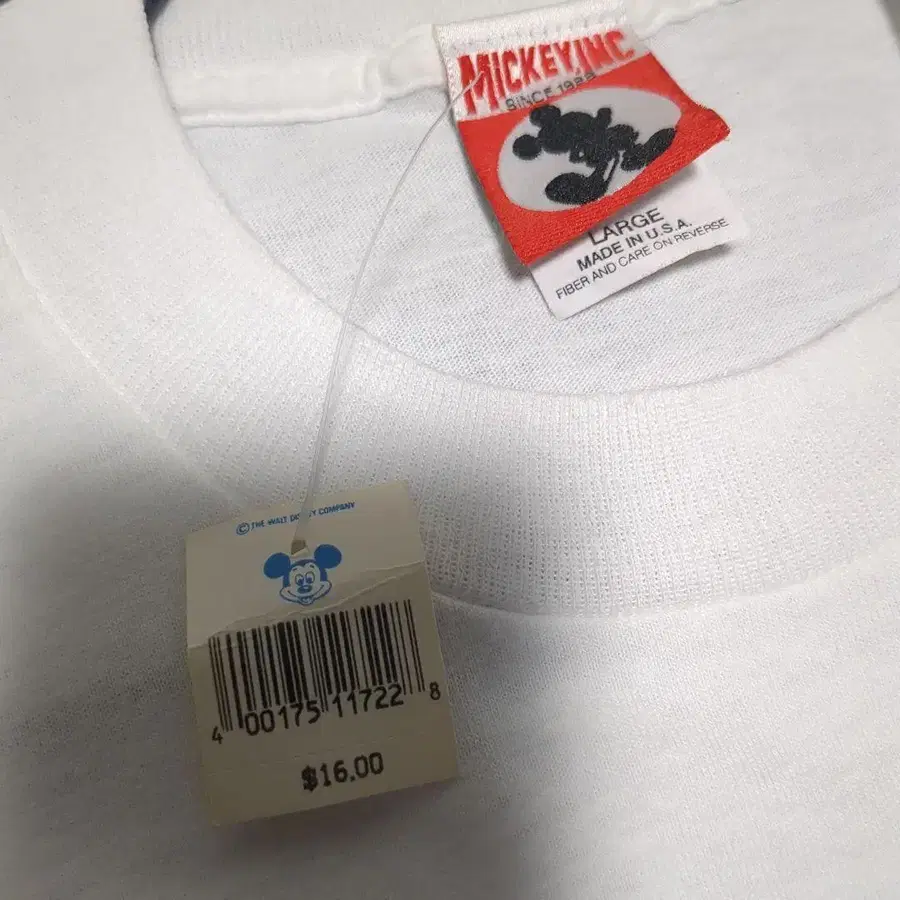 MICKEY, INC
SINCE 1928
LARGE
MADE IN U.S.A.
FIBER AND CARE ON REVERSE
© THE WALT DISNEY COMPANY
4 00175 11722 8
$16.00